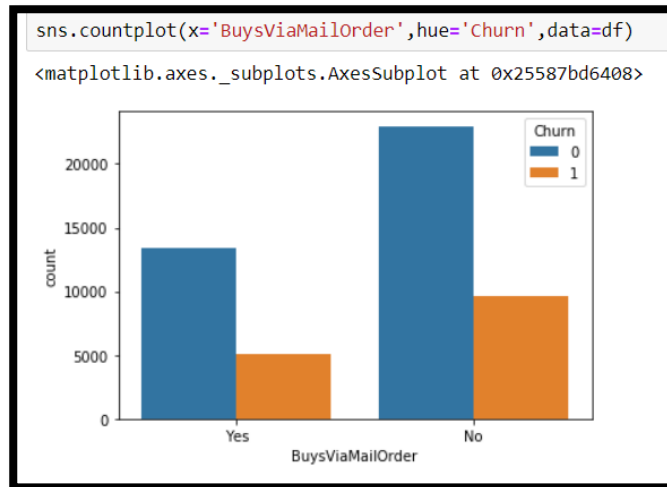 sns.countplot(x='BuysViaMailOrder',hue='Churn',data=df)
<matplotlib.axes._subplots.AxesSubplot at 0x25587bd6408>
Churn
0
1
20000
15000
10000
5000
0
count
Yes
No
BuysViaMailOrder